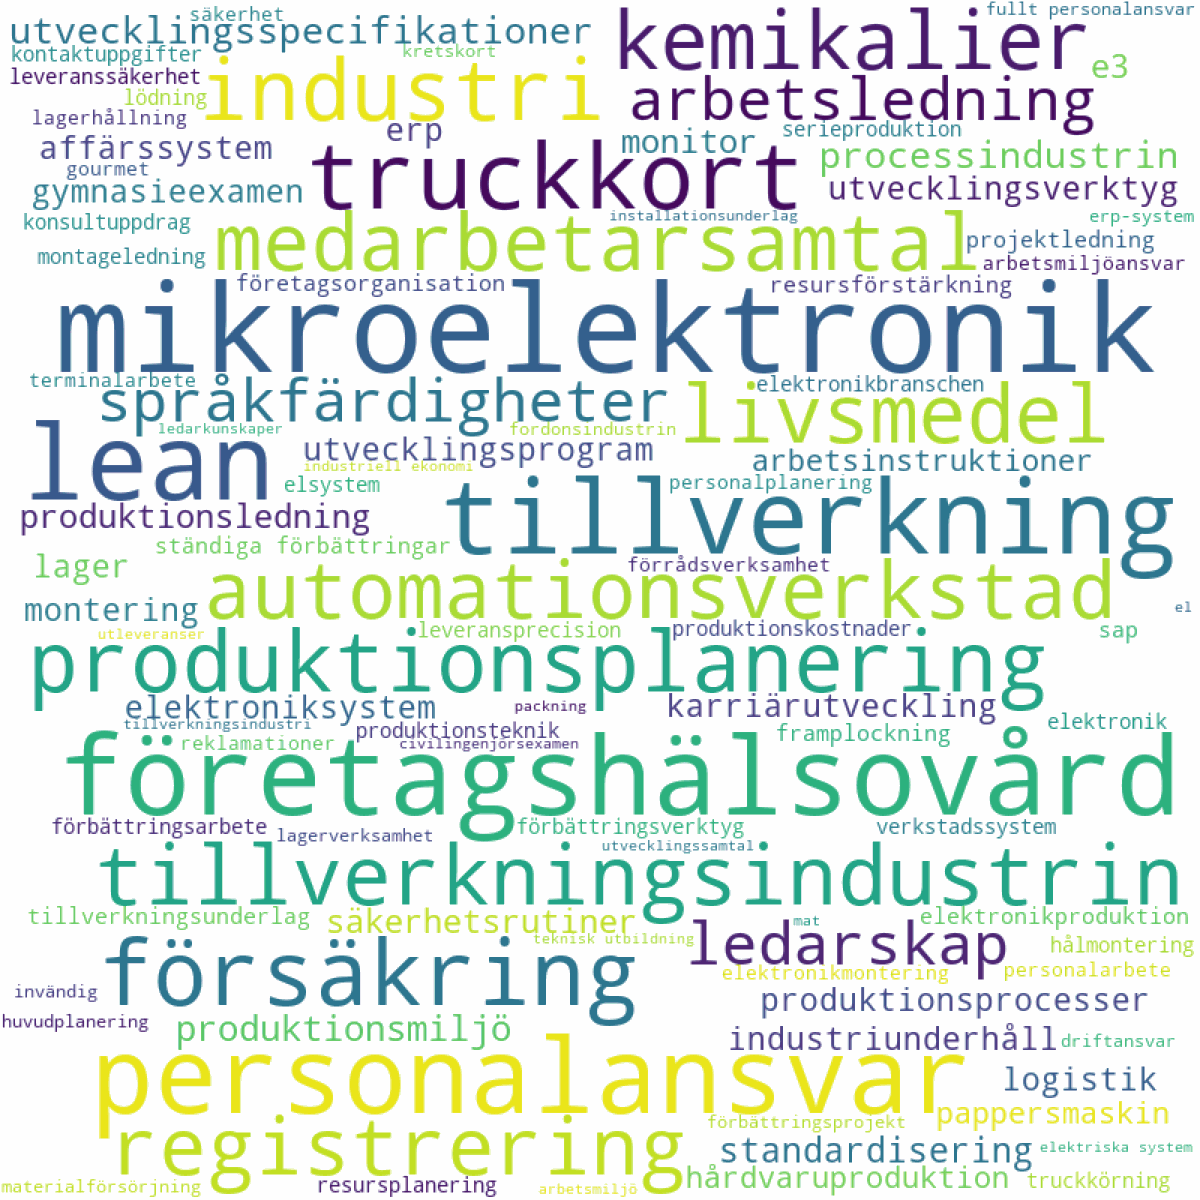 säkerhet
fullt personalansvar
utvecklingsspecifikationer
kemikalier
kontaktuppgifter
kretskort
leveranssäkerhet
industri
e3
lödning
arbetsledning
lagerhållning
erp
monitor
serieproduktion
affärssystem
truckkort
processindustrin
gourmet
gymnasieexamen
utvecklingsverktyg
konsultuppdrag
medarbetarsamtal
installationsunderlag
erp-system
montageledning
projektledning
arbetsmiljöansvar
företagsorganisation
resursförstärkning
mikroelektronik
terminalarbete
språkfärdigheter
elektronikbranschen
livsmedel
lean
ledarkunskaper
fordonsindustrin
utvecklingsprogram
industriell ekonomi
arbetsinstruktioner
elsystem
personalplanering
produktionsledning
tillverkning
ständiga förbättringar
lager
förrådsverksamhet
automationsverkstad
montering
el
utleveranser
leveransprecision
produktionskostnader
sap
produktionsplanering
elektroniksystem
packning
karriärutveckling
tillverkningsindustri
produktionsteknik
framplockning
elektronik
reklamationer
civilingenjörsexamen
företagshälsovård
förbättringsarbete
lagerverksamhet
förbättringsverktyg
verkstadssystem
utvecklingssamtal
tillverkningsindustrin
tillverkningsunderlag
säkerhetsrutiner
mat
elektronikproduktion
teknisk utbildning
ledarskap
hålmontering
försäkring
elektronikmontering
personalarbete
invändig
produktionsprocesser
huvudplanering
produktionsmiljö
industriunderhåll
driftansvar
personalansvar
logistik
pappersmaskin
registrering
förbättringsprojekt
standardisering
elektriska system
materialförsörjning
resursplanering
arbetsmiljö
hårdvaruproduktion
truckkörning